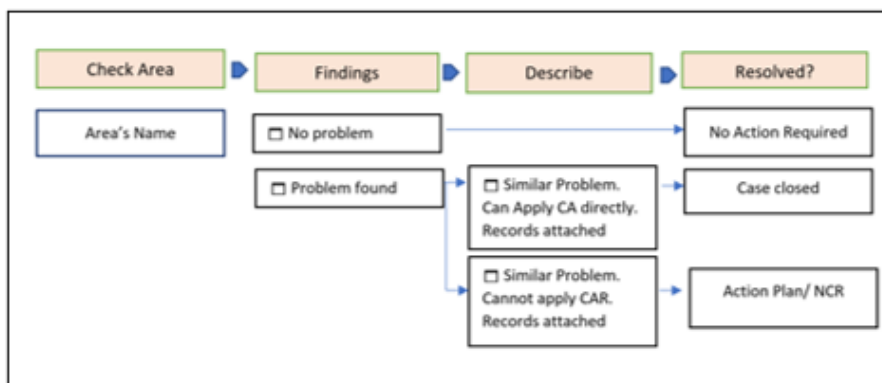 Check Area
Findings
Describe
Resolved?
Area's Name
No problem
No Action Required
Problem found
Similar Problem.
Can Apply CA directly.
Records attached
Case closed
Similar Problem.
Cannot apply CAR.
Records attached
Action Plan/ NCR